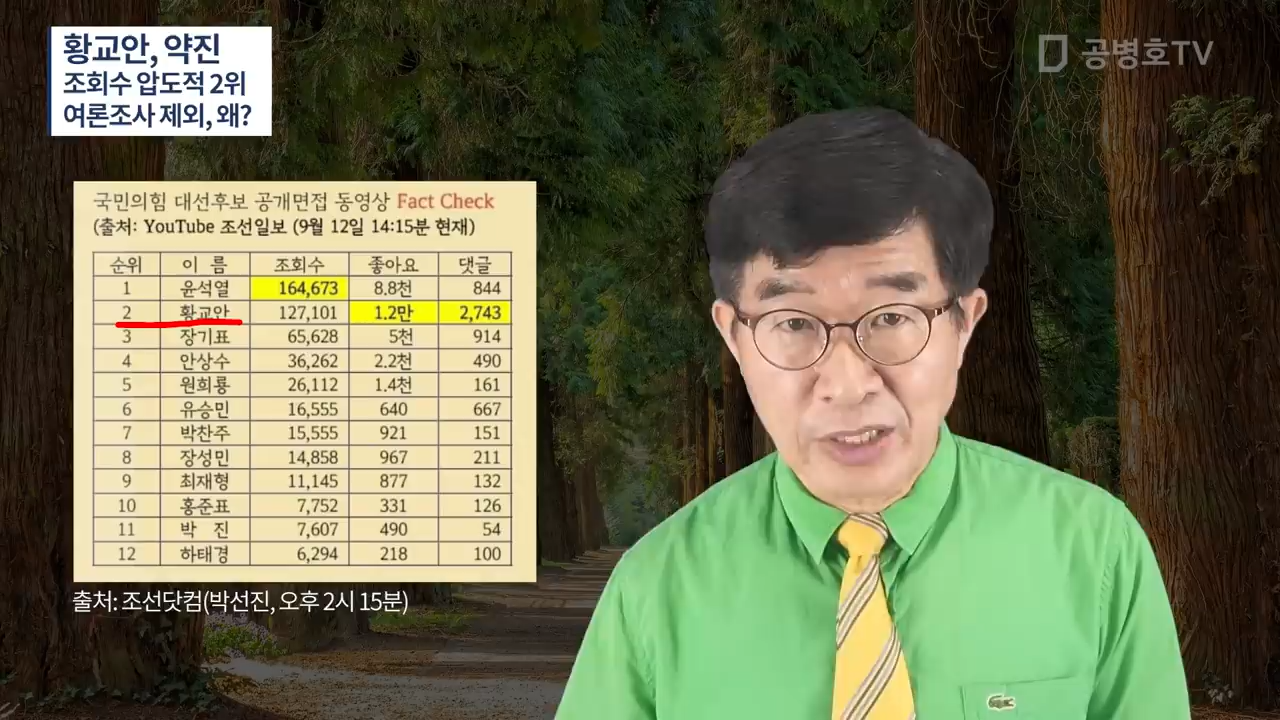 황교안, 약진
조회수 압도적 2위
여론조사 제외, 왜?
공병호TV
국민의힘 대선후보 공개면접 동영상 Fact Check
(출처: YouTube 조선일보 (9월 12일 14:15분 현재)
순위 이 름 조회수 좋아요 댓글
1 윤석열 164,673 8.8천 844
2 황교안 127,101 1.2만 2,743
3 장기표 65,628 5천 914
4 안상수 36,262 2.2천 490
5 원희룡 26,112 1.4천 161
6 유승민 16,555 640 667
7 박찬주 15,555 921 151
8 장성민 14,858 967 211
9 최재형 11,145 877 132
10 홍준표 7,752 331 126
11 박 진 7,607 490 54
12 하태경 6,294 218 100
출처: 조선닷컴(박선진, 오후 2시 15분)